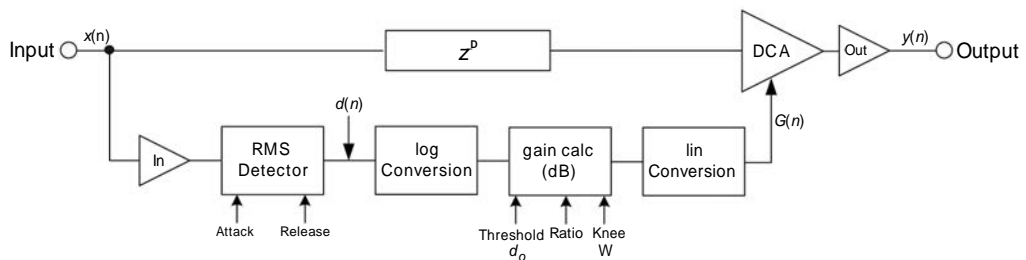 Input
x(n)
z^D
DCA
Out
y(n)
Output
d(n)
G(n)
In
RMS
Detector
log
Conversion
gain calc
(dB)
lin
Conversion
Attack
Release
Threshold
d_o
Ratio
Knee
W